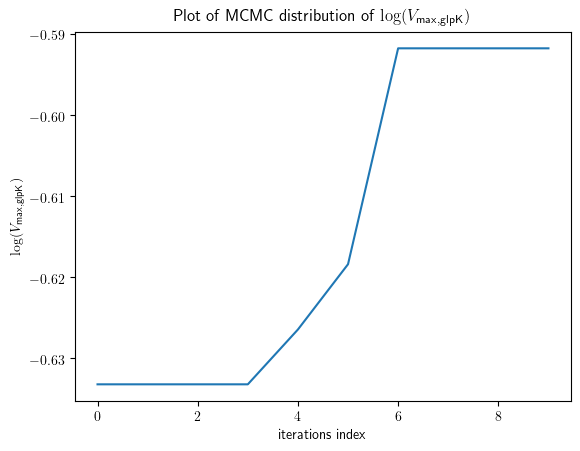 Plot of MCMC distribution of log(V_max,glpK)
−0.59
−0.60
−0.61
−0.62
−0.63
log(V_max,glpK)
0 2 4 6 8
iterations index